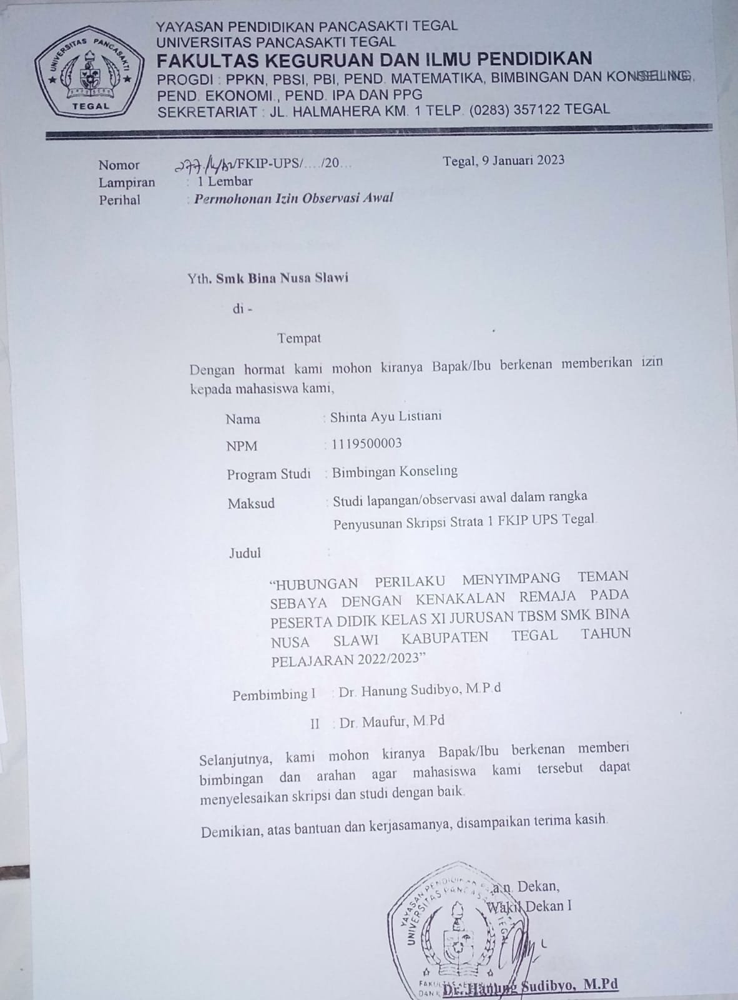 YAYASAN PENDIDIKAN PANCASAKTI TEGAL
UNIVERSITAS PANCASAKTI TEGAL
FAKULTAS KEGURUAN DAN ILMU PENDIDIKAN
PROGDI : PPKN, PBSI, PBI, PEND. MATEMATIKA, BIMBINGAN DAN KONSELING,
PEND. EKONOMI., PEND. IPA DAN PPG
SEKRETARIAT : JL. HALMAHERA KM. 1 TELP. (0283) 357122 TEGAL
UNIVERSITAS PANCASAKTI
TEGAL
Nomor 277 /FKIP-UPS/..../20... Tegal, 9 Januari 2023
Lampiran : 1 Lembar
Perihal : Permohonan Izin Observasi Awal
Yth. Smk Bina Nusa Slawi
di -
Tempat
Dengan hormat kami mohon kiranya Bapak/Ibu berkenan memberikan izin
kepada mahasiswa kami,
Nama : Shinta Ayu Listiani
NPM : 1119500003
Program Studi : Bimbingan Konseling
Maksud : Studi lapangan/observasi awal dalam rangka
Penyusunan Skripsi Strata 1 FKIP UPS Tegal.
Judul :
“HUBUNGAN PERILAKU MENYIMPANG TEMAN
SEBAYA DENGAN KENAKALAN REMAJA PADA
PESERTA DIDIK KELAS XI JURUSAN TBSM SMK BINA
NUSA SLAWI KABUPATEN TEGAL TAHUN
PELAJARAN 2022/2023”
Pembimbing I : Dr. Hanung Sudibyo, M.P.d
II : Dr. Maufur, M.Pd
Selanjutnya, kami mohon kiranya Bapak/Ibu berkenan memberi
bimbingan dan arahan agar mahasiswa kami tersebut dapat
menyelesaikan skripsi dan studi dengan baik.
Demikian, atas bantuan dan kerjasamanya, disampaikan terima kasih.
a.n. Dekan,
Wakil Dekan I
YAYASAN PENDIDIKAN
UNIVERSITAS PANCASAKTI TEGAL
Dr. Hanung Sudibyo, M.Pd